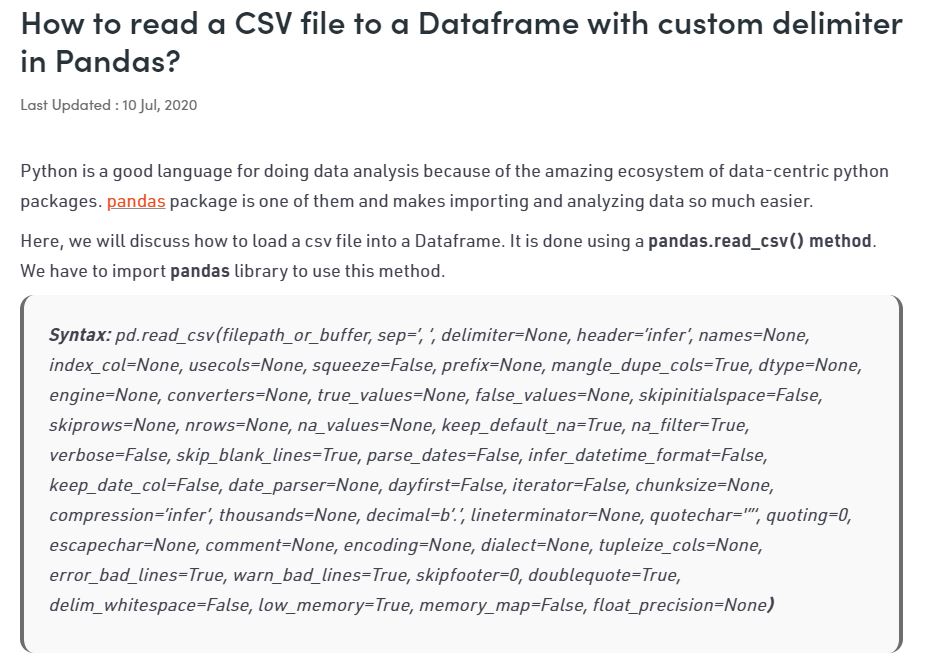 How to read a CSV file to a Dataframe with custom delimiter
in Pandas?
Last Updated : 10 Jul, 2020
Python is a good language for doing data analysis because of the amazing ecosystem of data-centric python
packages. pandas package is one of them and makes importing and analyzing data so much easier.
Here, we will discuss how to load a csv file into a Dataframe. It is done using a pandas.read_csv() method.
We have to import pandas library to use this method.
Syntax: pd.read_csv(filepath_or_buffer, sep=’, ‘, delimiter=None, header=’infer’, names=None,
index_col=None, usecols=None, squeeze=False, prefix=None, mangle_dupe_cols=True, dtype=None,
engine=None, converters=None, true_values=None, false_values=None, skipinitialspace=False,
skiprows=None, nrows=None, na_values=None, keep_default_na=True, na_filter=True,
verbose=False, skip_blank_lines=True, parse_dates=False, infer_datetime_format=False,
keep_date_col=False, date_parser=None, dayfirst=False, iterator=False, chunksize=None,
compression=’infer’, thousands=None, decimal=b’.’, lineterminator=None, quotechar='”‘, quoting=0,
escapechar=None, comment=None, encoding=None, dialect=None, tupleize_cols=None,
error_bad_lines=True, warn_bad_lines=True, skipfooter=0, doublequote=True,
delim_whitespace=False, low_memory=True, memory_map=False, float_precision=None)